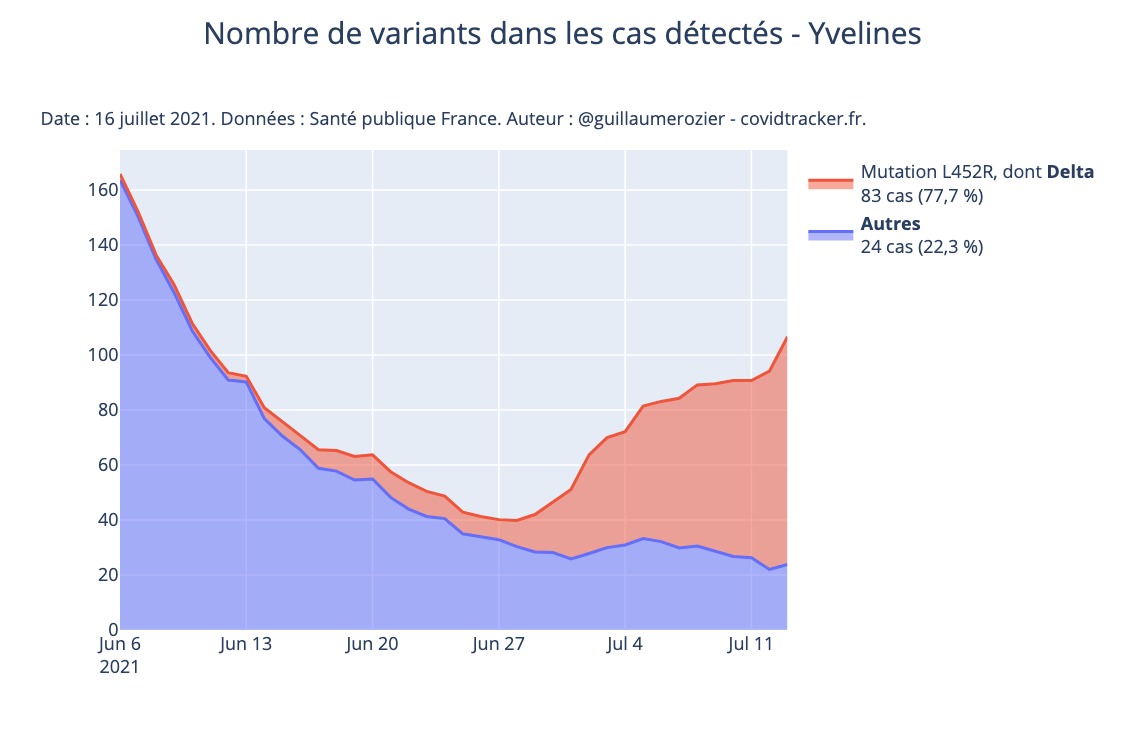 Nombre de variants dans les cas détectés - Yvelines
Date : 16 juillet 2021. Données : Santé publique France. Auteur : @guillaumerozier - covidtracker.fr.
Mutation L452R, dont Delta
83 cas (77,7 %)
Autres
24 cas (22,3 %)
160
140
120
100
80
60
40
20
0
Jun 6
2021
Jun 13
Jun 20
Jun 27
Jul 4
Jul 11